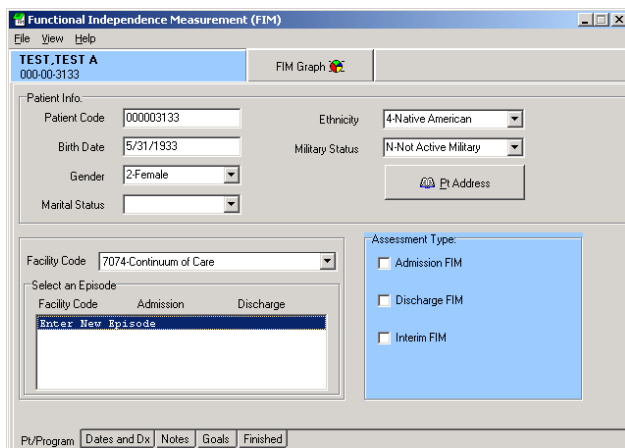 Functional Independence Measurement (FIM)
File View Help
TEST,TEST A
000-00-3133
FIM Graph
Patient Info.
Patient Code 000003133
Ethnicity 4-Native American
Birth Date 5/31/1933
Military Status N-Not Active Military
Gender 2-Female
Pt Address
Marital Status
Facility Code 7074-Continuum of Care
Select an Episode
Facility Code Admission Discharge
Enter New Episode
Assessment Type:
Admission FIM
Discharge FIM
Interim FIM
Pt/Program Dates and Dx Notes Goals Finished